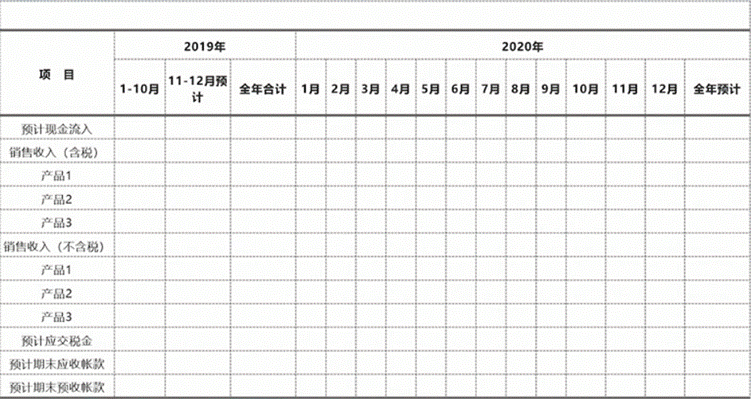 2019年 2020年
项 目 1-10月 11-12月预计 全年合计 1月 2月 3月 4月 5月 6月 7月 8月 9月 10月 11月 12月 全年预计
预计现金流入
销售收入（含税）
产品1
产品2
产品3
销售收入（不含税）
产品1
产品2
产品3
预计应交税金
预计期末应收帐款
预计期末预收帐款